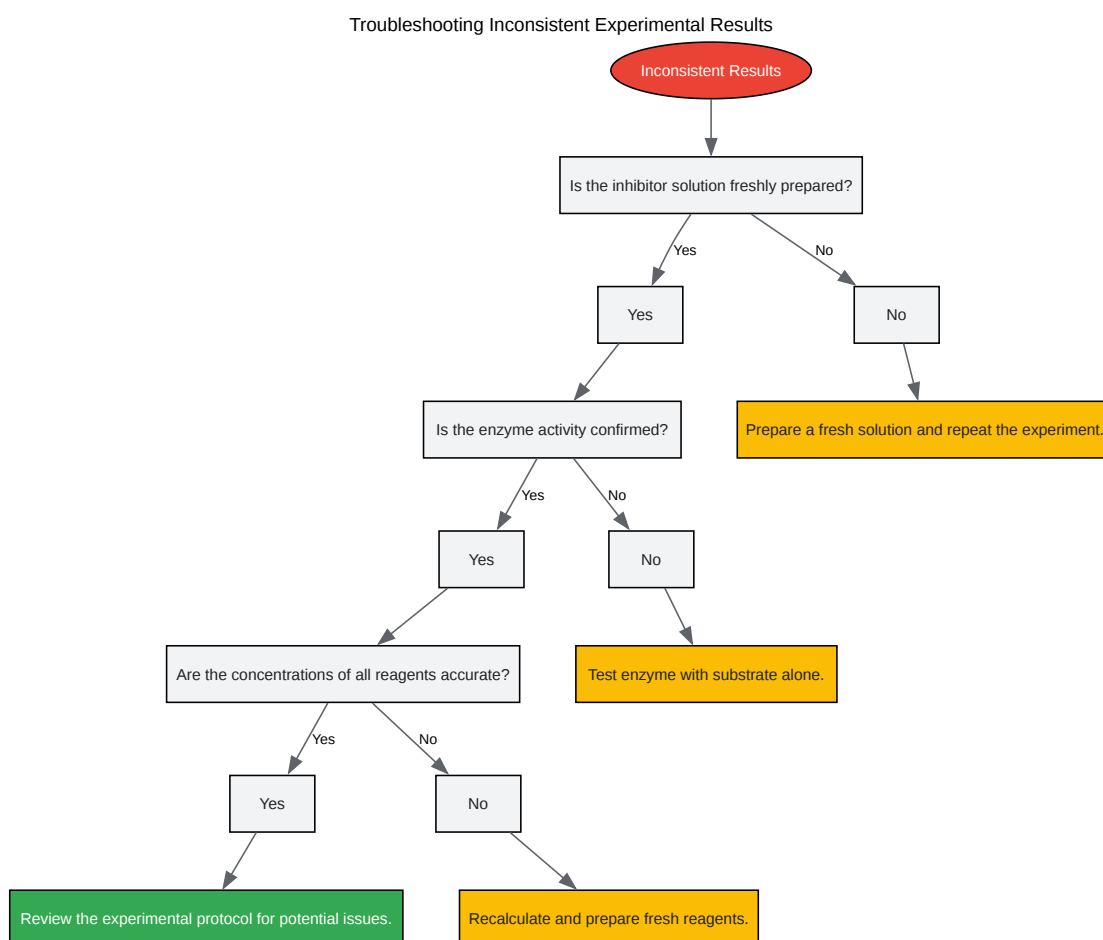 Troubleshooting Inconsistent Experimental Results
Inconsistent Results
Is the inhibitor solution freshly prepared?
Yes
No
Yes
No
Is the enzyme activity confirmed?
Prepare a fresh solution and repeat the experiment.
Yes
No
Yes
No
Are the concentrations of all reagents accurate?
Test enzyme with substrate alone.
Yes
No
Yes
No
Review the experimental protocol for potential issues.
Recalculate and prepare fresh reagents.